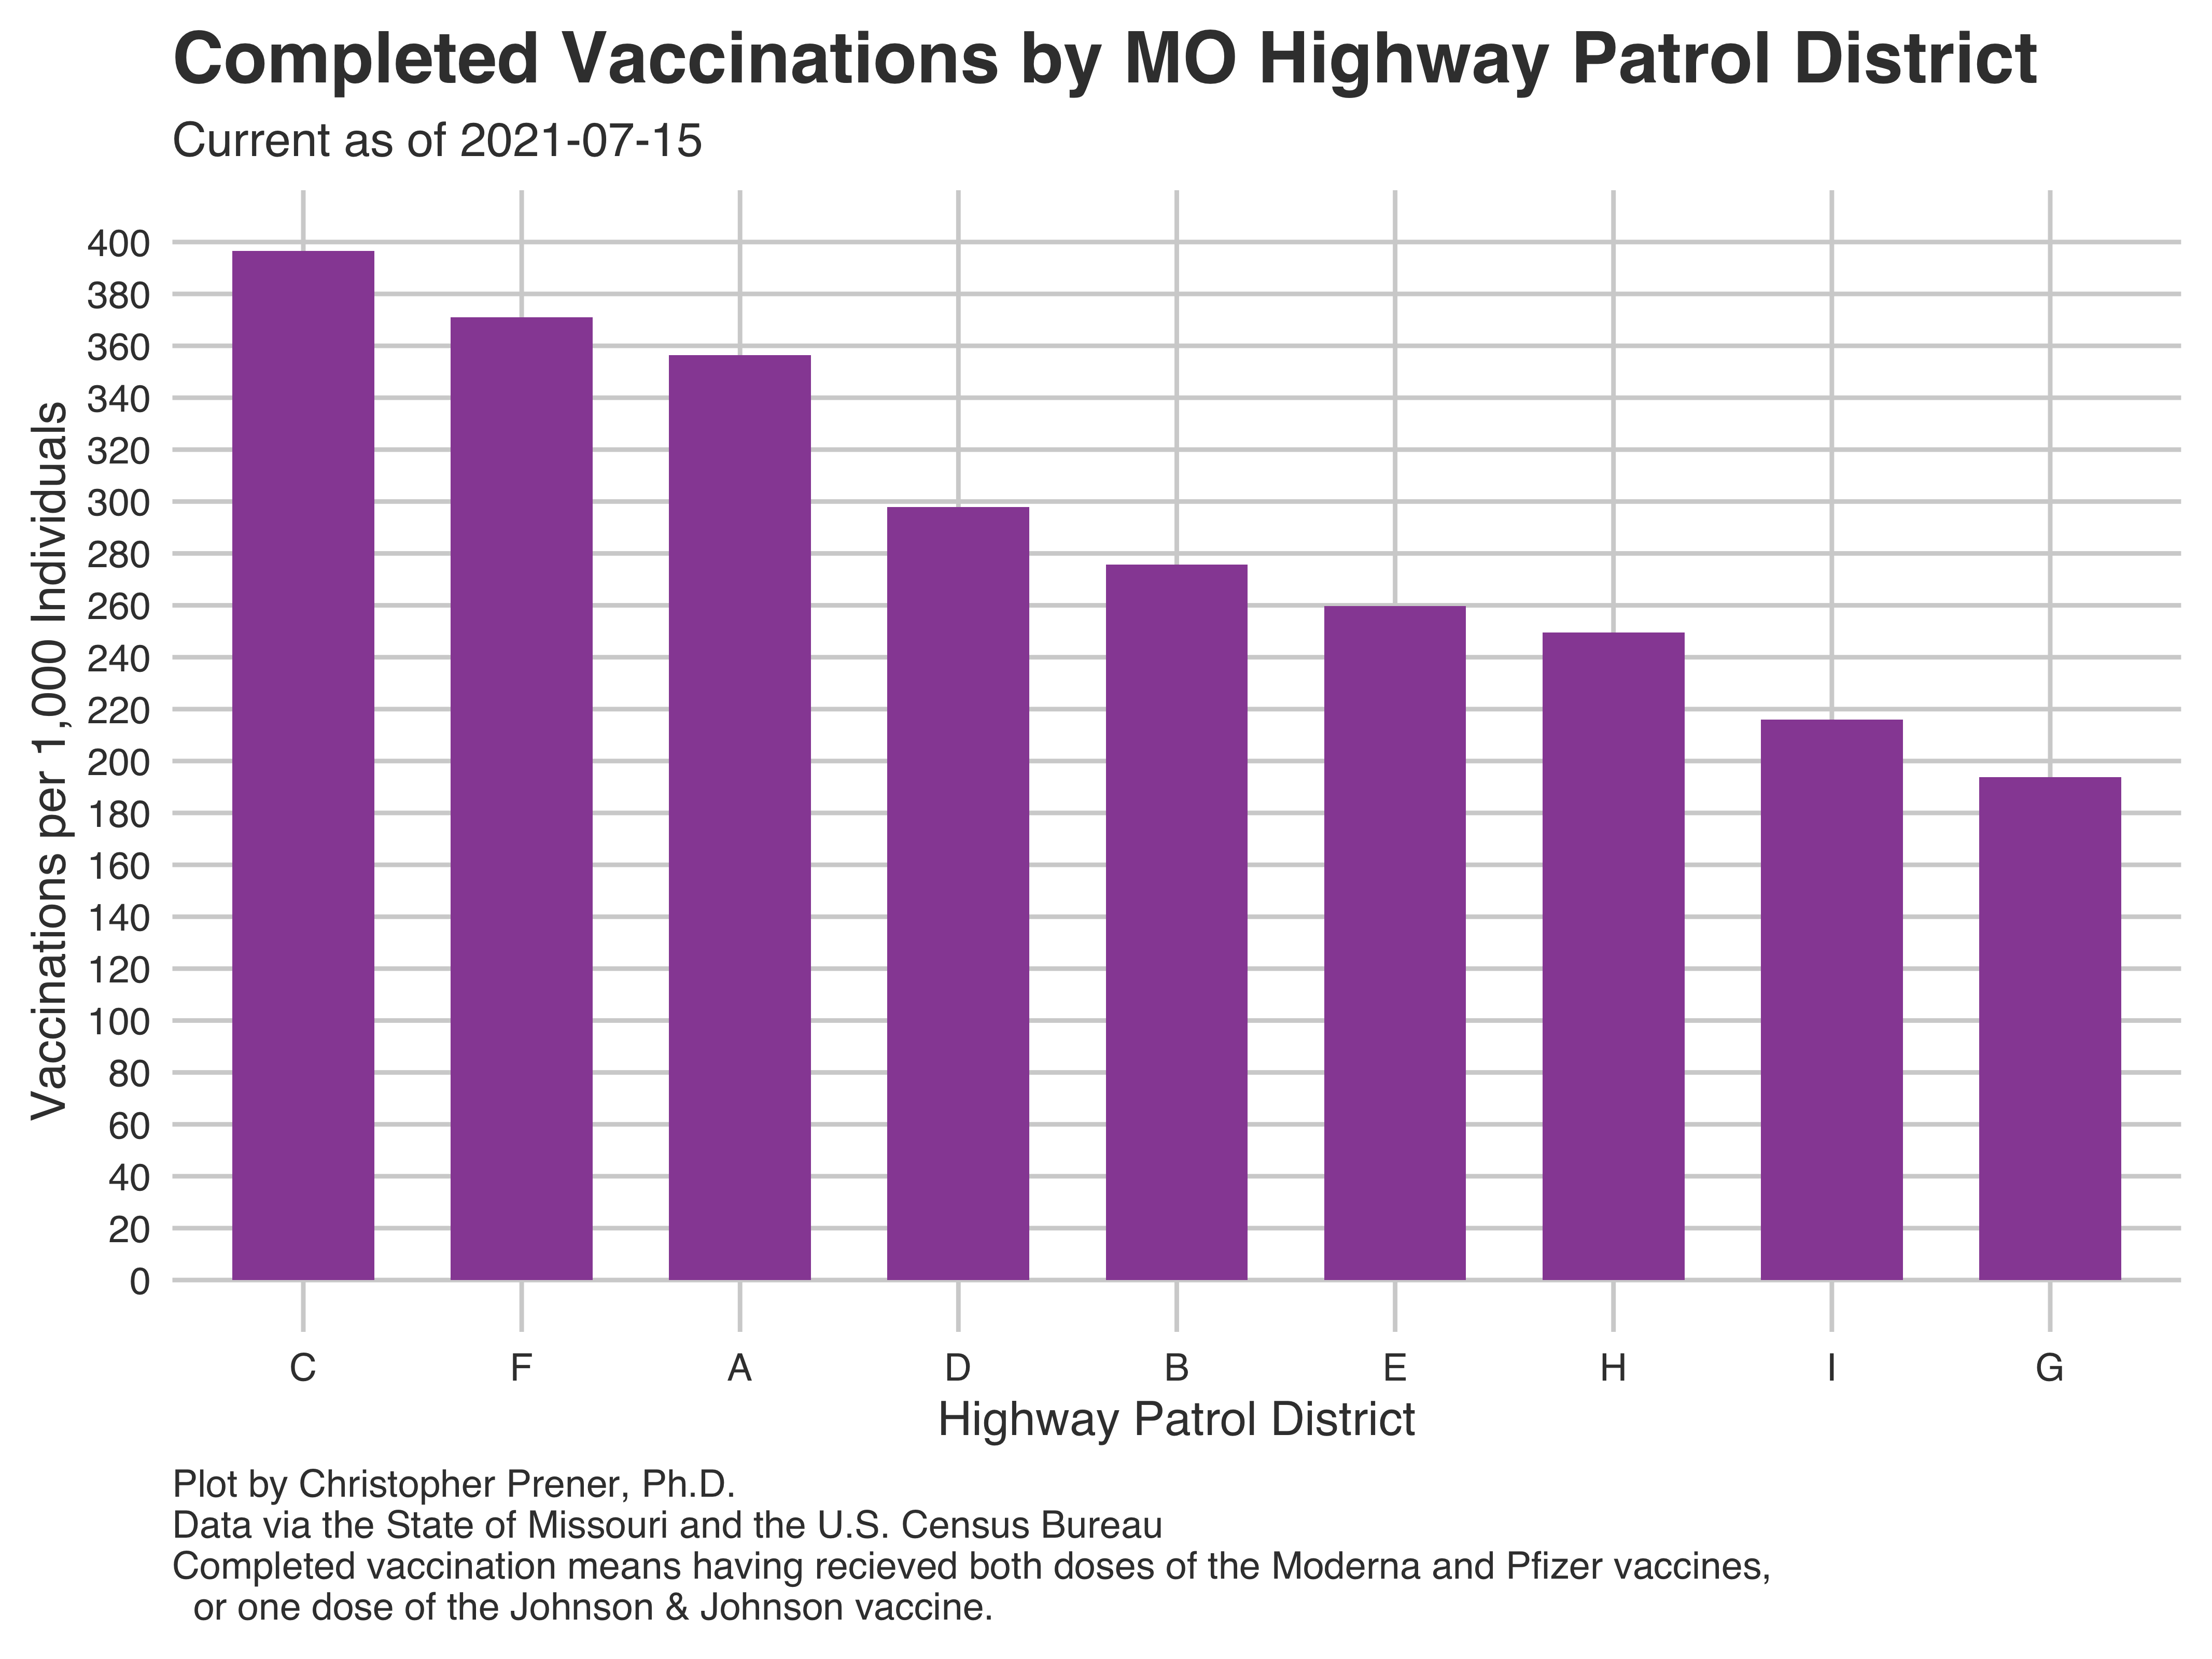 Completed Vaccinations by MO Highway Patrol District
Current as of 2021-07-15
Vaccinations per 1,000 Individuals
400
380
360
340
320
300
280
260
240
220
200
180
160
140
120
100
80
60
40
20
0
C F A D B E H I G
Highway Patrol District
Plot by Christopher Prener, Ph.D.
Data via the State of Missouri and the U.S. Census Bureau
Completed vaccination means having recieved both doses of the Moderna and Pfizer vaccines,
or one dose of the Johnson & Johnson vaccine.